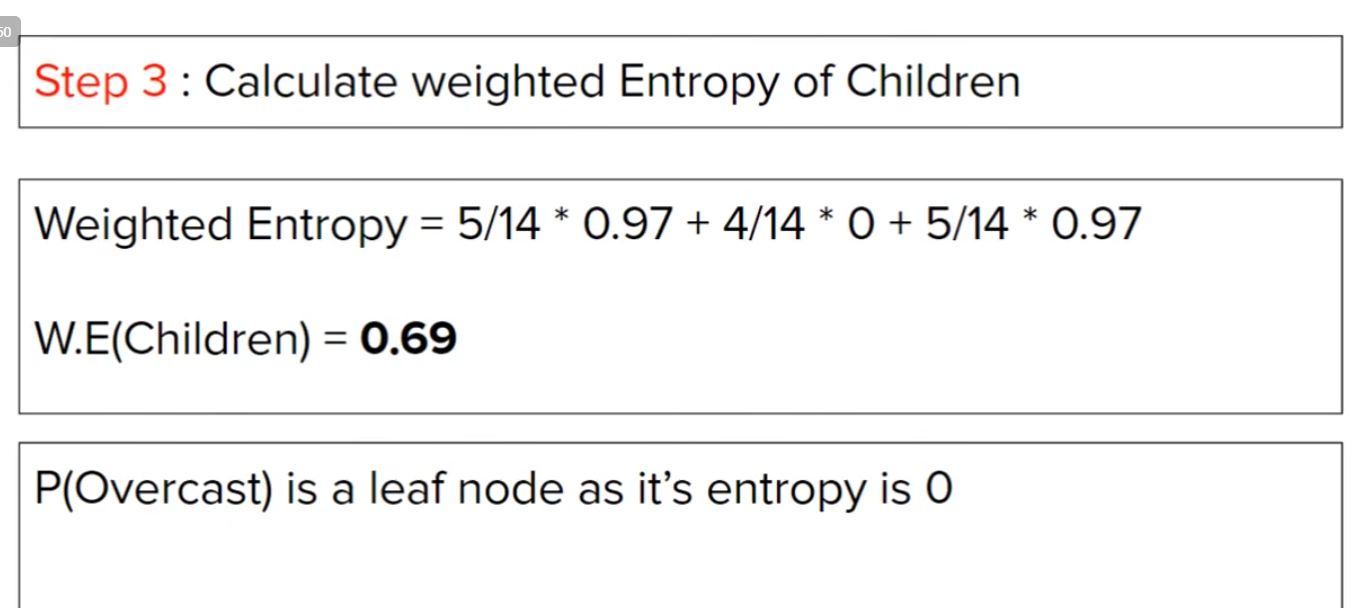 50
Step 3 : Calculate weighted Entropy of Children
Weighted Entropy = 5/14 * 0.97 + 4/14 * 0 + 5/14 * 0.97
W.E(Children) = 0.69
P(Overcast) is a leaf node as it’s entropy is 0